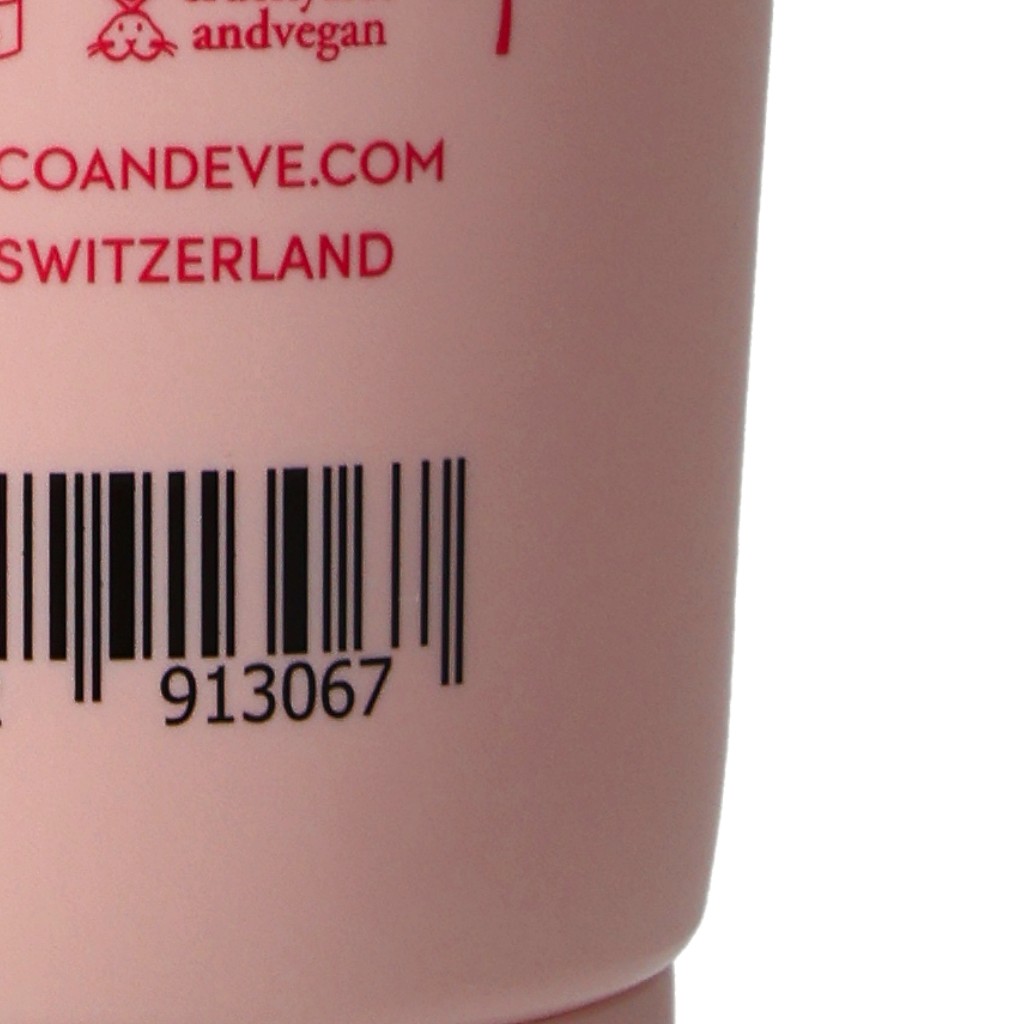 andvegan
COANDEVE.COM
SWITZERLAND
913067